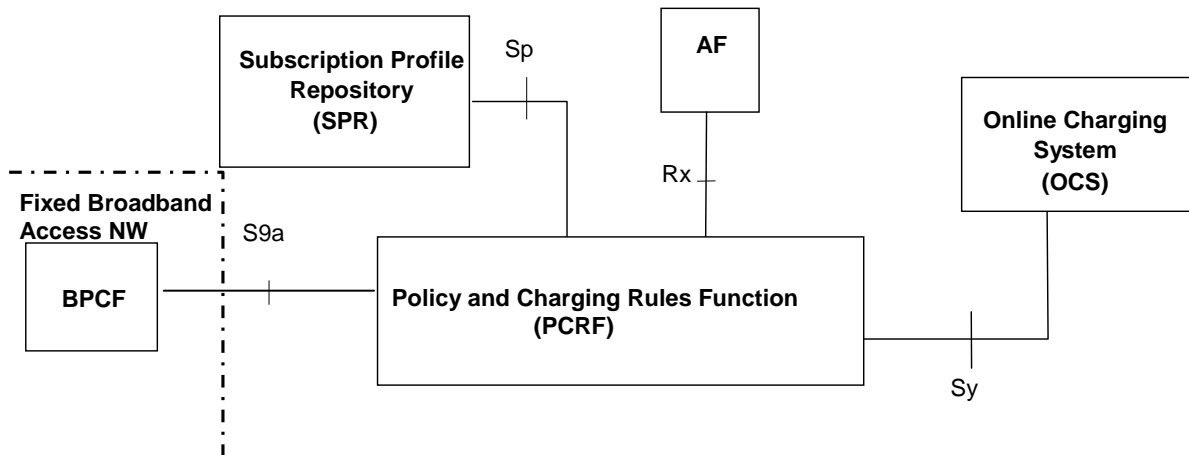 Subscription Profile
Repository
(SPR)
Sp
AF
Rx
Online Charging
System
(OCS)
Fixed Broadband
Access NW
BPCF
S9a
Policy and Charging Rules Function
(PCRF)
Sy